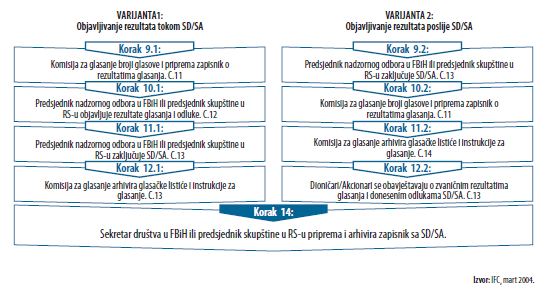 VARIJANTA1:
Objavljivanje rezultata tokom SD/SA
Korak 9.1:
Komisija za glasanje broji glasove i priprema zapisnik o
rezultatima glasanja. C.11
Korak 10.1:
Predsjednik nadzornog odbora u FBiH ili predsjednik skupštine u
RS-u objavljuje rezultate glasanja i odluke. C.12
Korak 11.1:
Predsjednik nadzornog odbora u FBiH ili predsjednik skupštine u
RS-u zaključuje SD/SA. C.13
Korak 12.1:
Komisija za glasanje arhivira glasačke listiće i instrukcije za
glasanje. C.13
VARIJANTA 2:
Objavljivanje rezultata poslije SD/SA
Korak 9.2:
Predsjednik nadzornog odbora u FBiH ili predsjednik skupštine
u RS-u zaključuje SD/SA. C.13
Korak 10.2:
Komisija za glasanje broji glasove i priprema zapisnik o
rezultatima glasanja. C.11
Korak 11.2:
Komisija za glasanje arhivira glasačke listiće i instrukcije za
glasanje. C.14
Korak 12.2:
Dioničari/Akcionari se obavještavaju o zvaničnim rezultatima
glasanja i donesenim odlukama SD/SA. C.13
Korak 14:
Sekretar društva u FBiH ili predsjednik skupštine u RS-u priprema i arhivira zapisnik sa SD/SA.
Izvor: IFC, mart 2004.